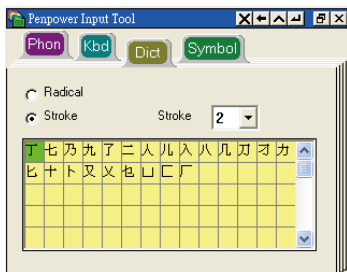 Penpower Input Tool
Phon Kbd Dict Symbol
Radical
Stroke Stroke 2
丁七乃九了二人儿入八几刀刁力
匕十卜又乂乜凵匚厂